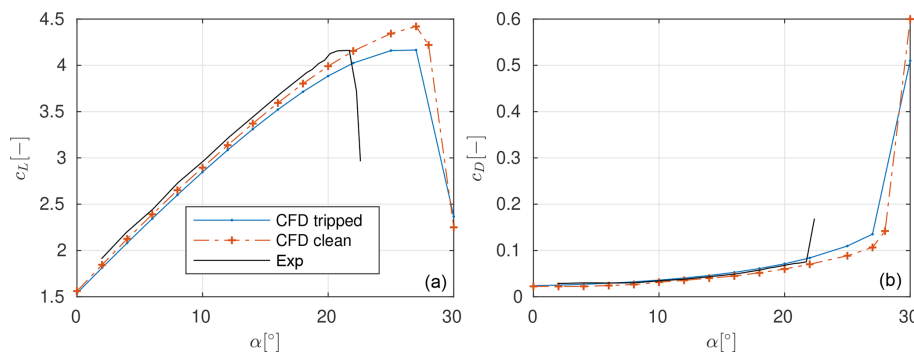 4.5
4
3.5
3
2.5
2
1.5
c_L[−]
0 10 20 30
α[°]
CFD tripped
CFD clean
Exp
(a)
0.6
0.5
0.4
0.3
0.2
0.1
0
c_D[−]
0 10 20 30
α[°]
(b)